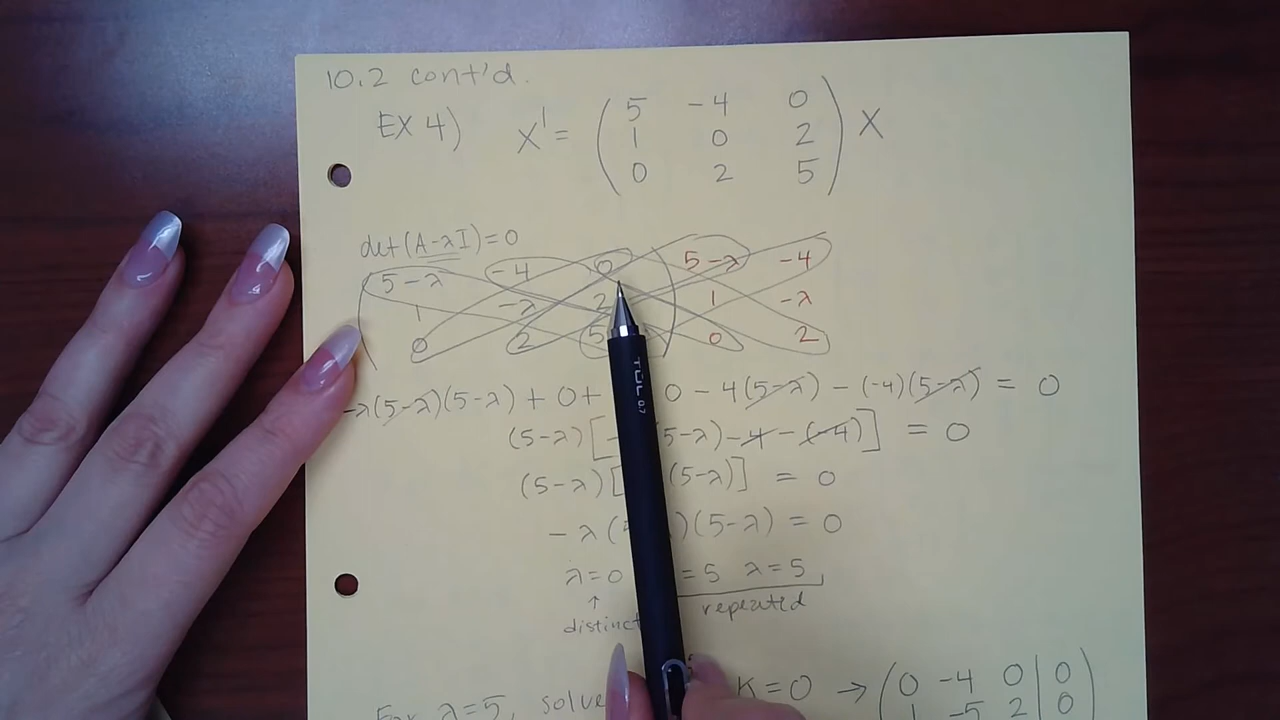 10.2 cont'd.
EX 4) X' = ( 5 -4 0
1 0 2
0 2 5 ) X
det(A-λI)=0
( 5-λ -4 0 ) 5-λ -4
1 -λ 2 1 -λ
0 2 5 0 2
-λ(5-λ)(5-λ) + 0 + 0 - 4(5-λ) - (-4)(5-λ) = 0
(5-λ)[- (5-λ) -4 - (-4)] = 0
(5-λ)[ (5-λ)] = 0
-λ( )(5-λ) = 0
λ=0 =5 λ=5
↑ repeated
distinct
For λ=5, solve K=0 → ( 0 -4 0 | 0
1 -5 2 | 0 )
TUL 0.7